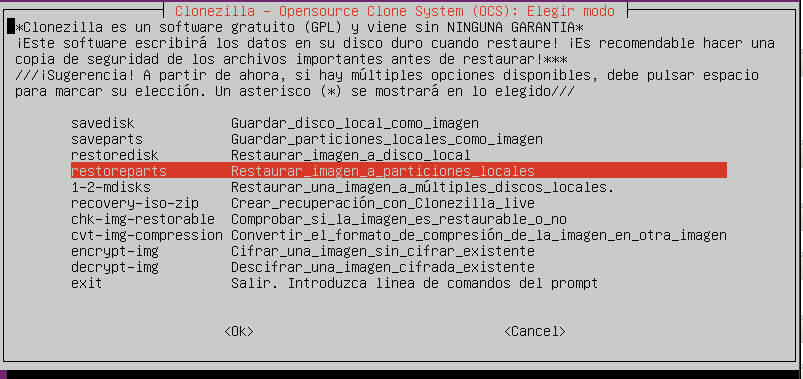 Clonezilla - Opensource Clone System (OCS): Elegir modo
*Clonezilla es un software gratuito (GPL) y viene sin NINGUNA GARANTIA*
¡Este software escribirá los datos en su disco duro cuando restaure! ¡Es recomendable hacer una
copia de seguridad de los archivos importantes antes de restaurar!***
///¡Sugerencia! A partir de ahora, si hay múltiples opciones disponibles, debe pulsar espacio
para marcar su elección. Un asterisco (*) se mostrará en lo elegido///
savedisk Guardar_disco_local_como_imagen
saveparts Guardar_particiones_locales_como_imagen
restoredisk Restaurar_imagen_a_disco_local
restoreparts Restaurar_imagen_a_particiones_locales
1-2-mdisks Restaurar_una_imagen_a_múltiples_discos_locales.
recovery-iso-zip Crear_recuperación_con_Clonezilla_live
chk-img-restorable Comprobar_si_la_imagen_es_restaurable_o_no
cvt-img-compression Convertir_el_formato_de_compresión_de_la_imagen_en_otra_imagen
encrypt-img Cifrar_una_imagen_sin_cifrar_existente
decrypt-img Descifrar_una_imagen_cifrada_existente
exit Salir. Introduzca linea de comandos del prompt
<Ok> <Cancel>